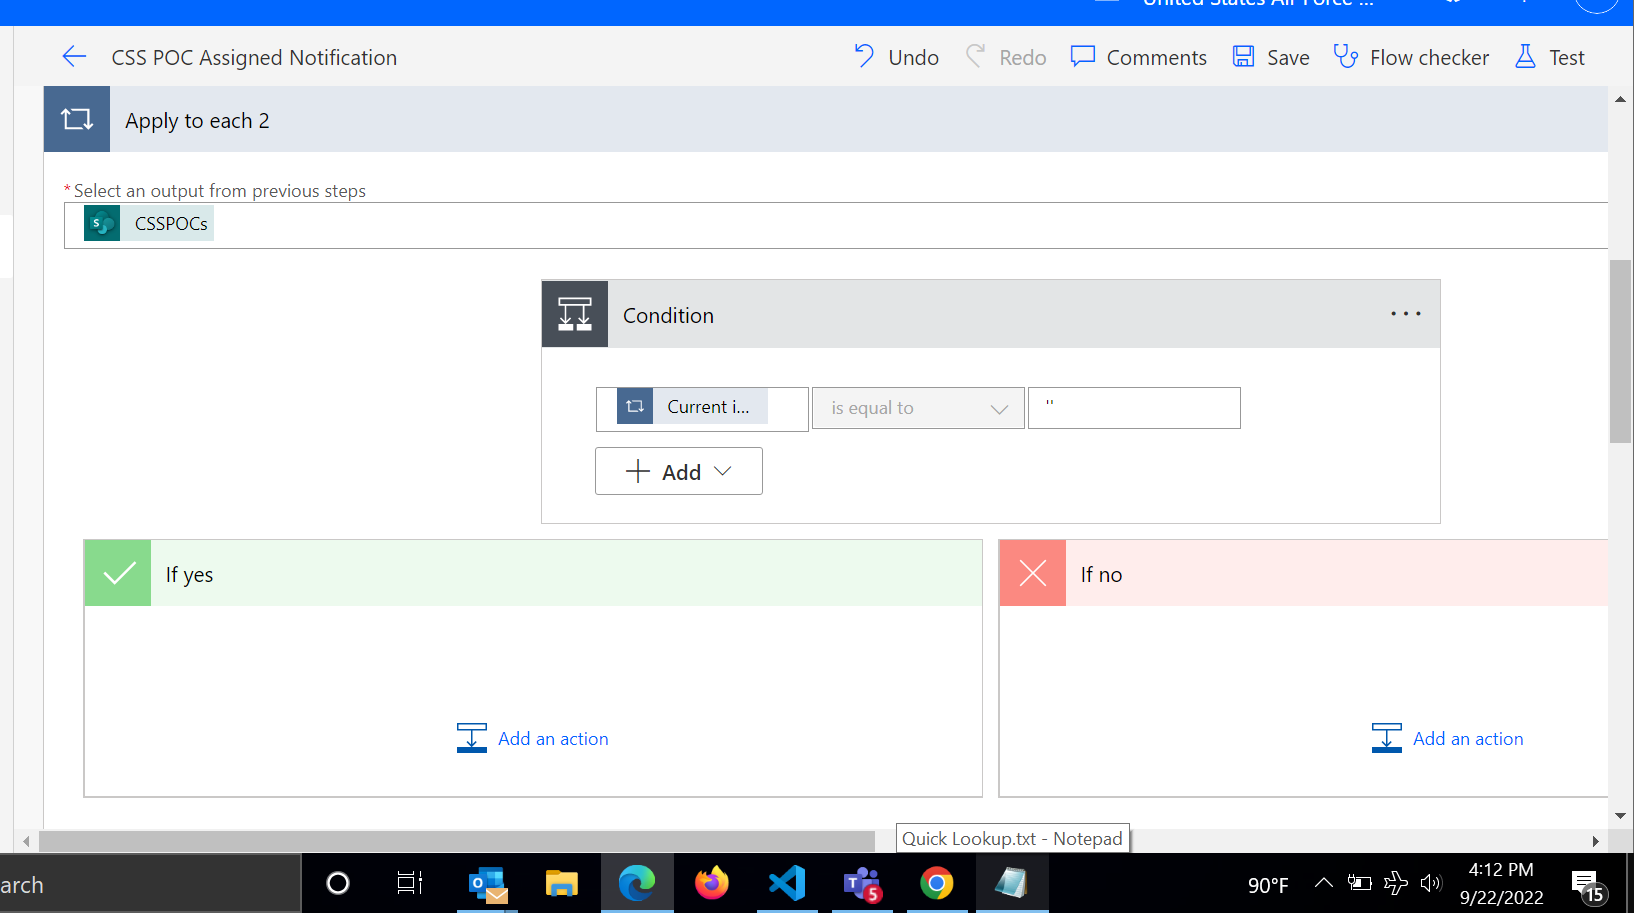 United States Air Force ...
CSS POC Assigned Notification
Undo
Redo
Comments
Save
Flow checker
Test
Apply to each 2
* Select an output from previous steps
S
CSSPOCs
Condition
...
Current i...
is equal to
''
+ Add
If yes
If no
Add an action
Add an action
Quick Lookup.txt - Notepad
arch
O
T
5
90°F
4:12 PM
9/22/2022
15